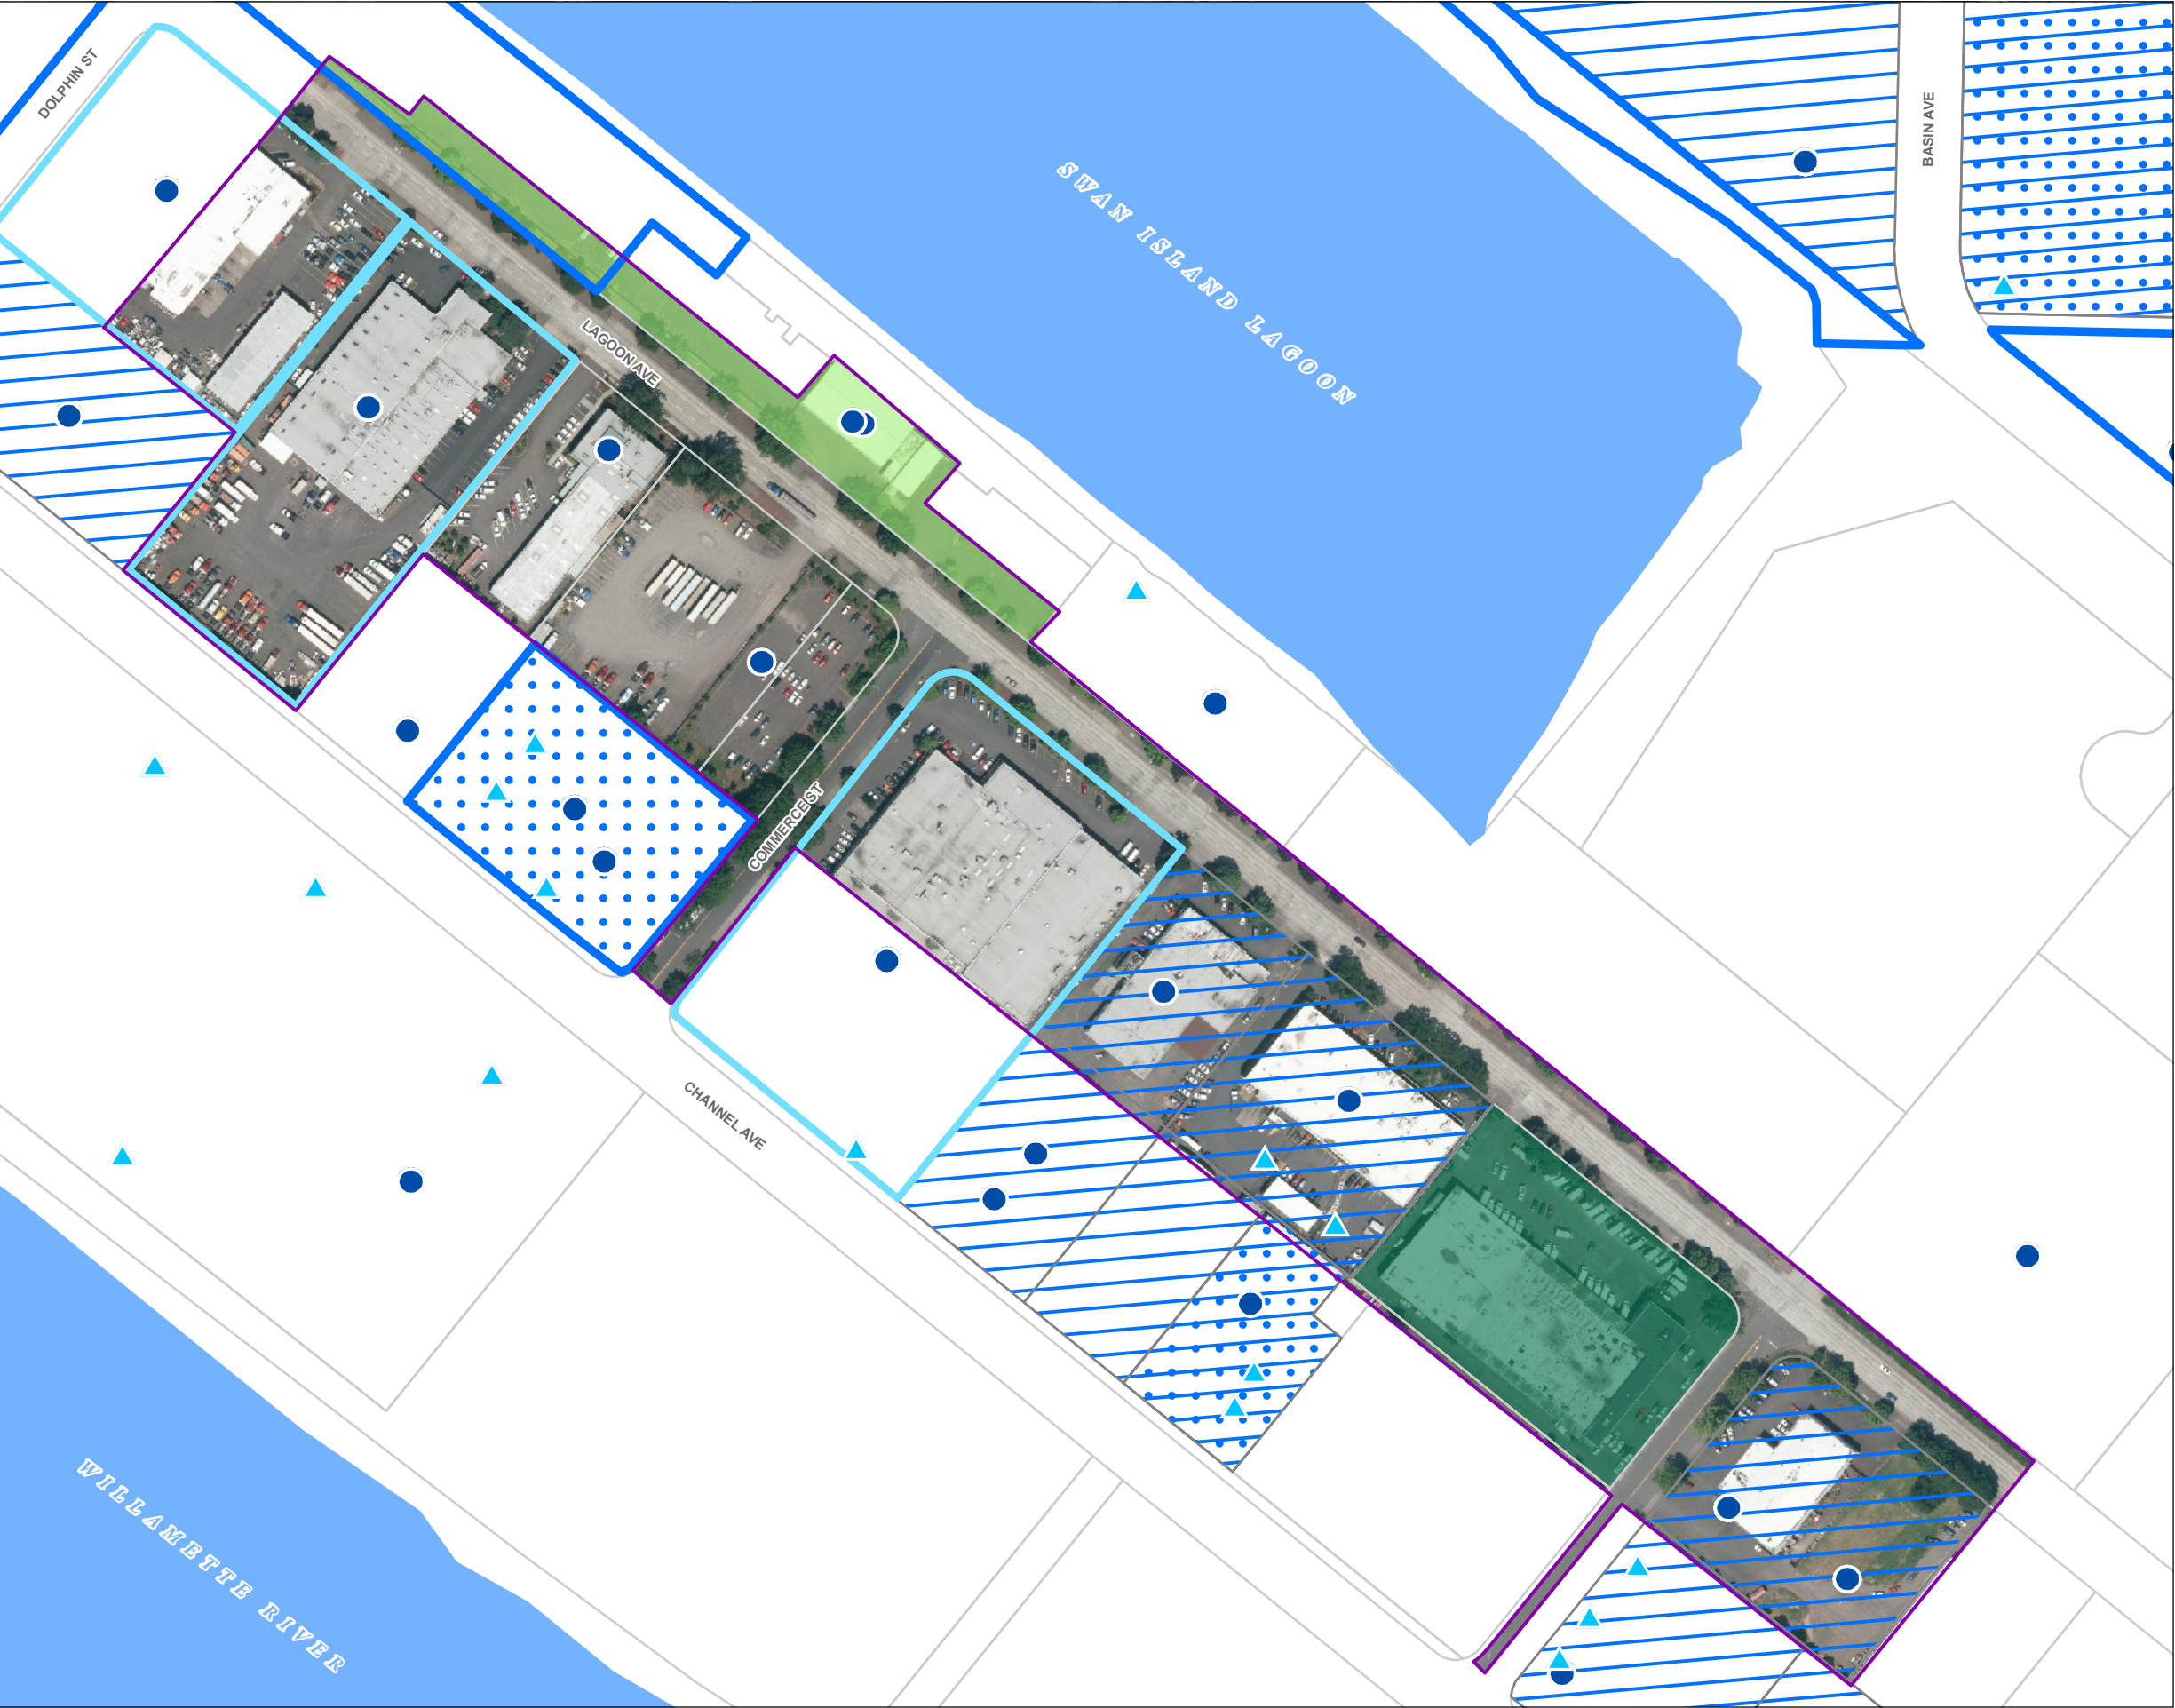 DOLPHIN ST
BASIN AVE
SWAN ISLAND LAGOON
LAGOON AVE
COMMERCE ST
CHANNEL AVE
WILLAMETTE RIVER